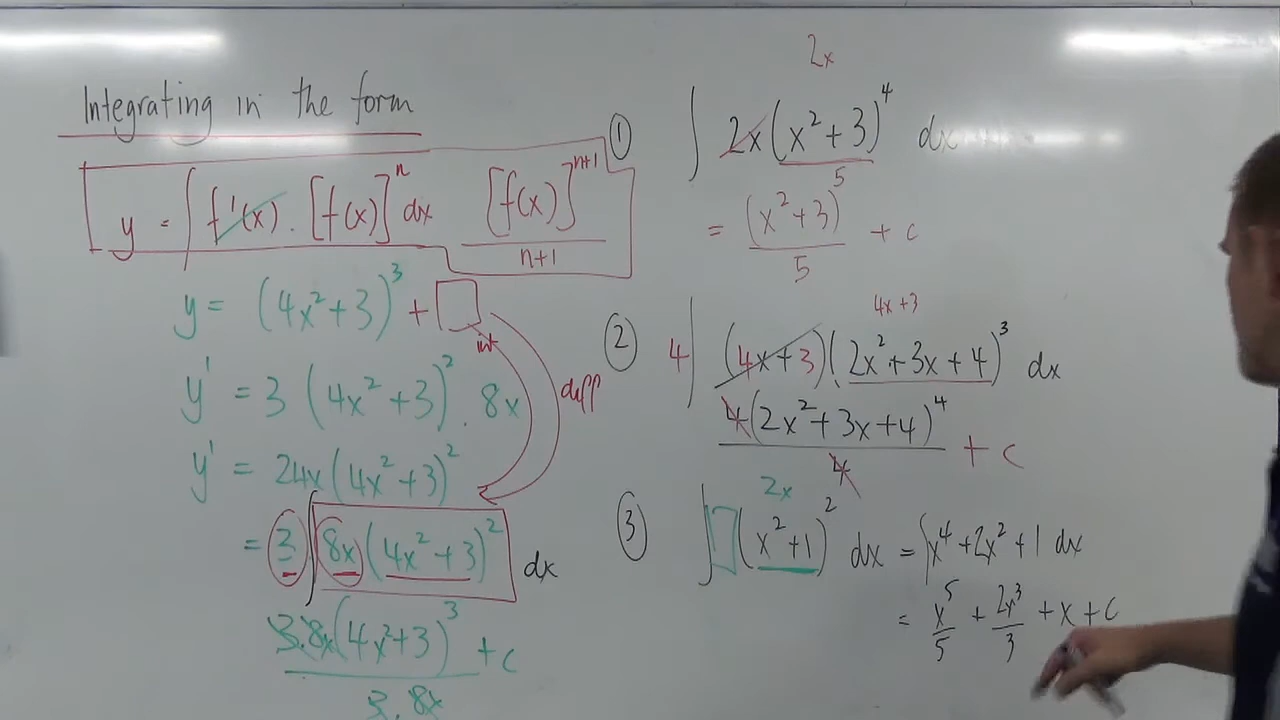 Integrating in the form
y = ∫ f'(x) . [f(x)]ⁿ dx [f(x)]ⁿ⁺¹ / n+1
y = (4x² + 3)³ + □
int
diff
y' = 3 (4x² + 3)² . 8x
y' = 24x (4x² + 3)²
= 3 ∫ 8x (4x² + 3)² dx
3.8x (4x² + 3)³ / 3.8x + c
① ∫ 2x (x² + 3)⁴ dx
2x
= (x² + 3)⁵ / 5 + c
4x + 3
② 4 ∫ (4x + 3) (2x² + 3x + 4)³ dx
4 (2x² + 3x + 4)⁴ / 4 + c
2x
③ ∫ □ (x² + 1)² dx = ∫ x⁴ + 2x² + 1 dx
= x⁵ / 5 + 2x³ / 3 + x + c